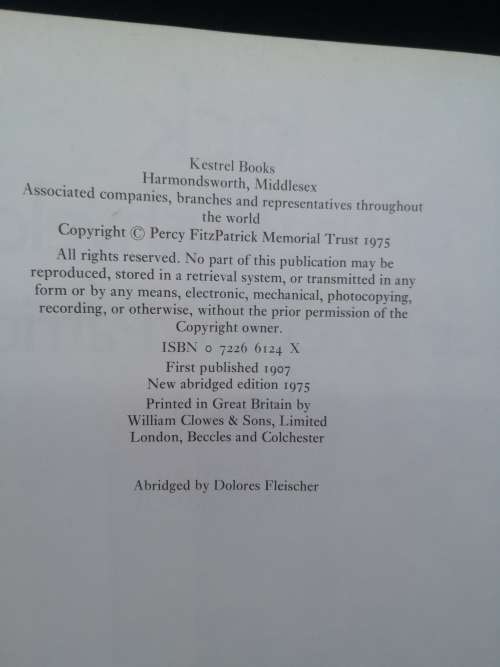 Kestrel Books
Harmondsworth, Middlesex
Associated companies, branches and representatives throughout
the world
Copyright © Percy FitzPatrick Memorial Trust 1975
All rights reserved. No part of this publication may be
reproduced, stored in a retrieval system, or transmitted in any
form or by any means, electronic, mechanical, photocopying,
recording, or otherwise, without the prior permission of the
Copyright owner.
ISBN 0 7226 6124 X
First published 1907
New abridged edition 1975
Printed in Great Britain by
William Clowes & Sons, Limited
London, Beccles and Colchester
Abridged by Dolores Fleischer